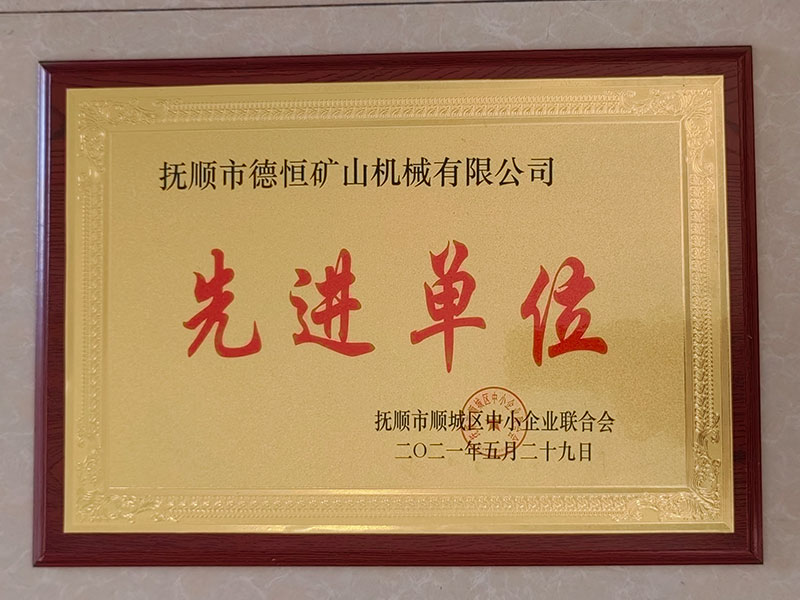 抚顺市德恒矿山机械有限公司
先进单位
抚顺市顺城区中小企业联合会
二〇二一年五月二十九日